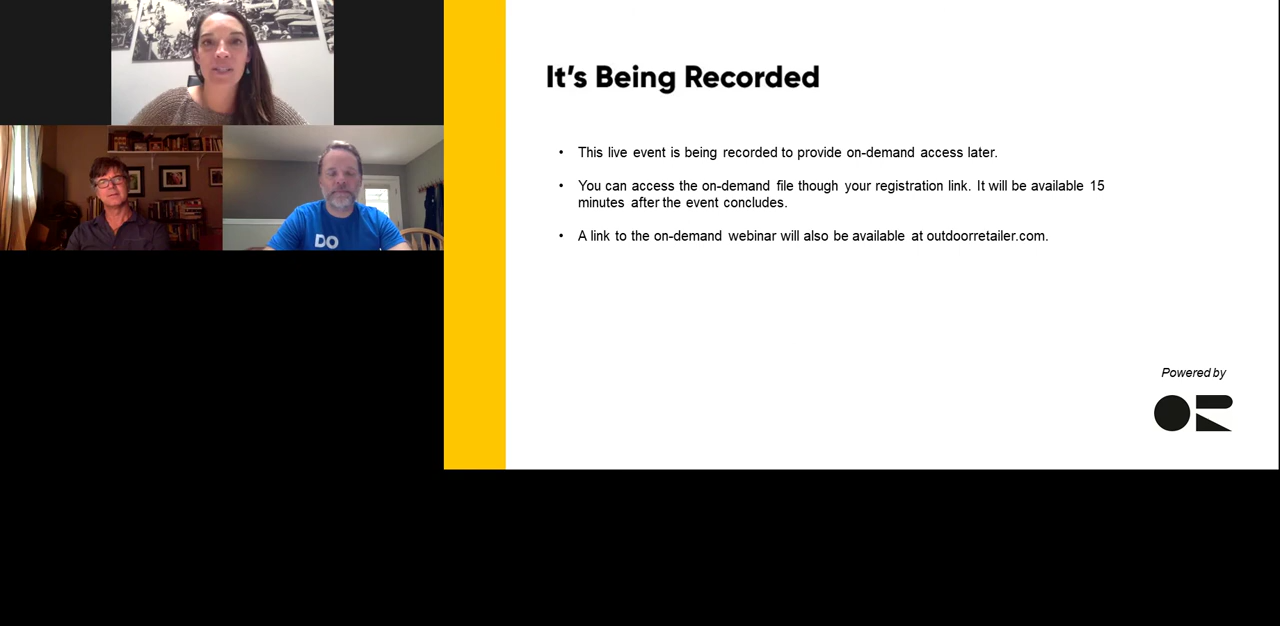 It’s Being Recorded
• This live event is being recorded to provide on-demand access later.
• You can access the on-demand file though your registration link. It will be available 15
minutes after the event concludes.
• A link to the on-demand webinar will also be available at outdoorretailer.com.
DO
Powered by
OR